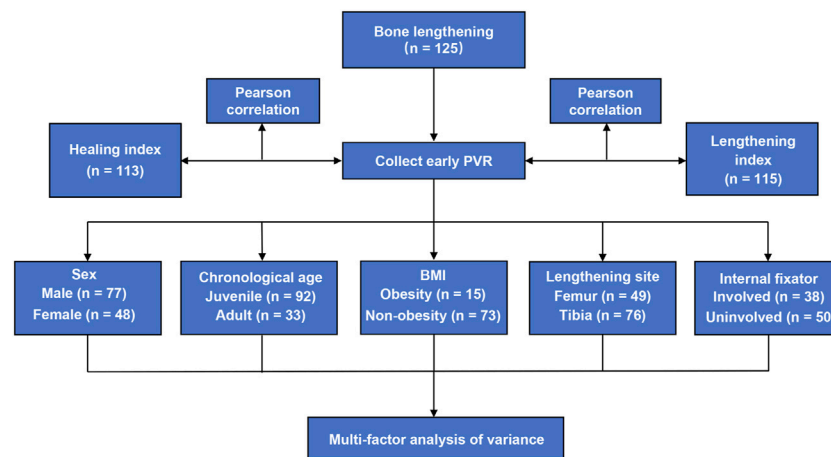 Bone lengthening
(n = 125)
Pearson
correlation
Pearson
correlation
Healing index
(n = 113)
Collect early PVR
Lengthening
index
(n = 115)
Sex
Male (n = 77)
Female (n = 48)
Chronological age
Juvenile (n = 92)
Adult (n = 33)
BMI
Obesity (n = 15)
Non-obesity (n = 73)
Lengthening site
Femur (n = 49)
Tibia (n = 76)
Internal fixator
Involved (n = 38)
Uninvolved (n = 50)
Multi-factor analysis of variance